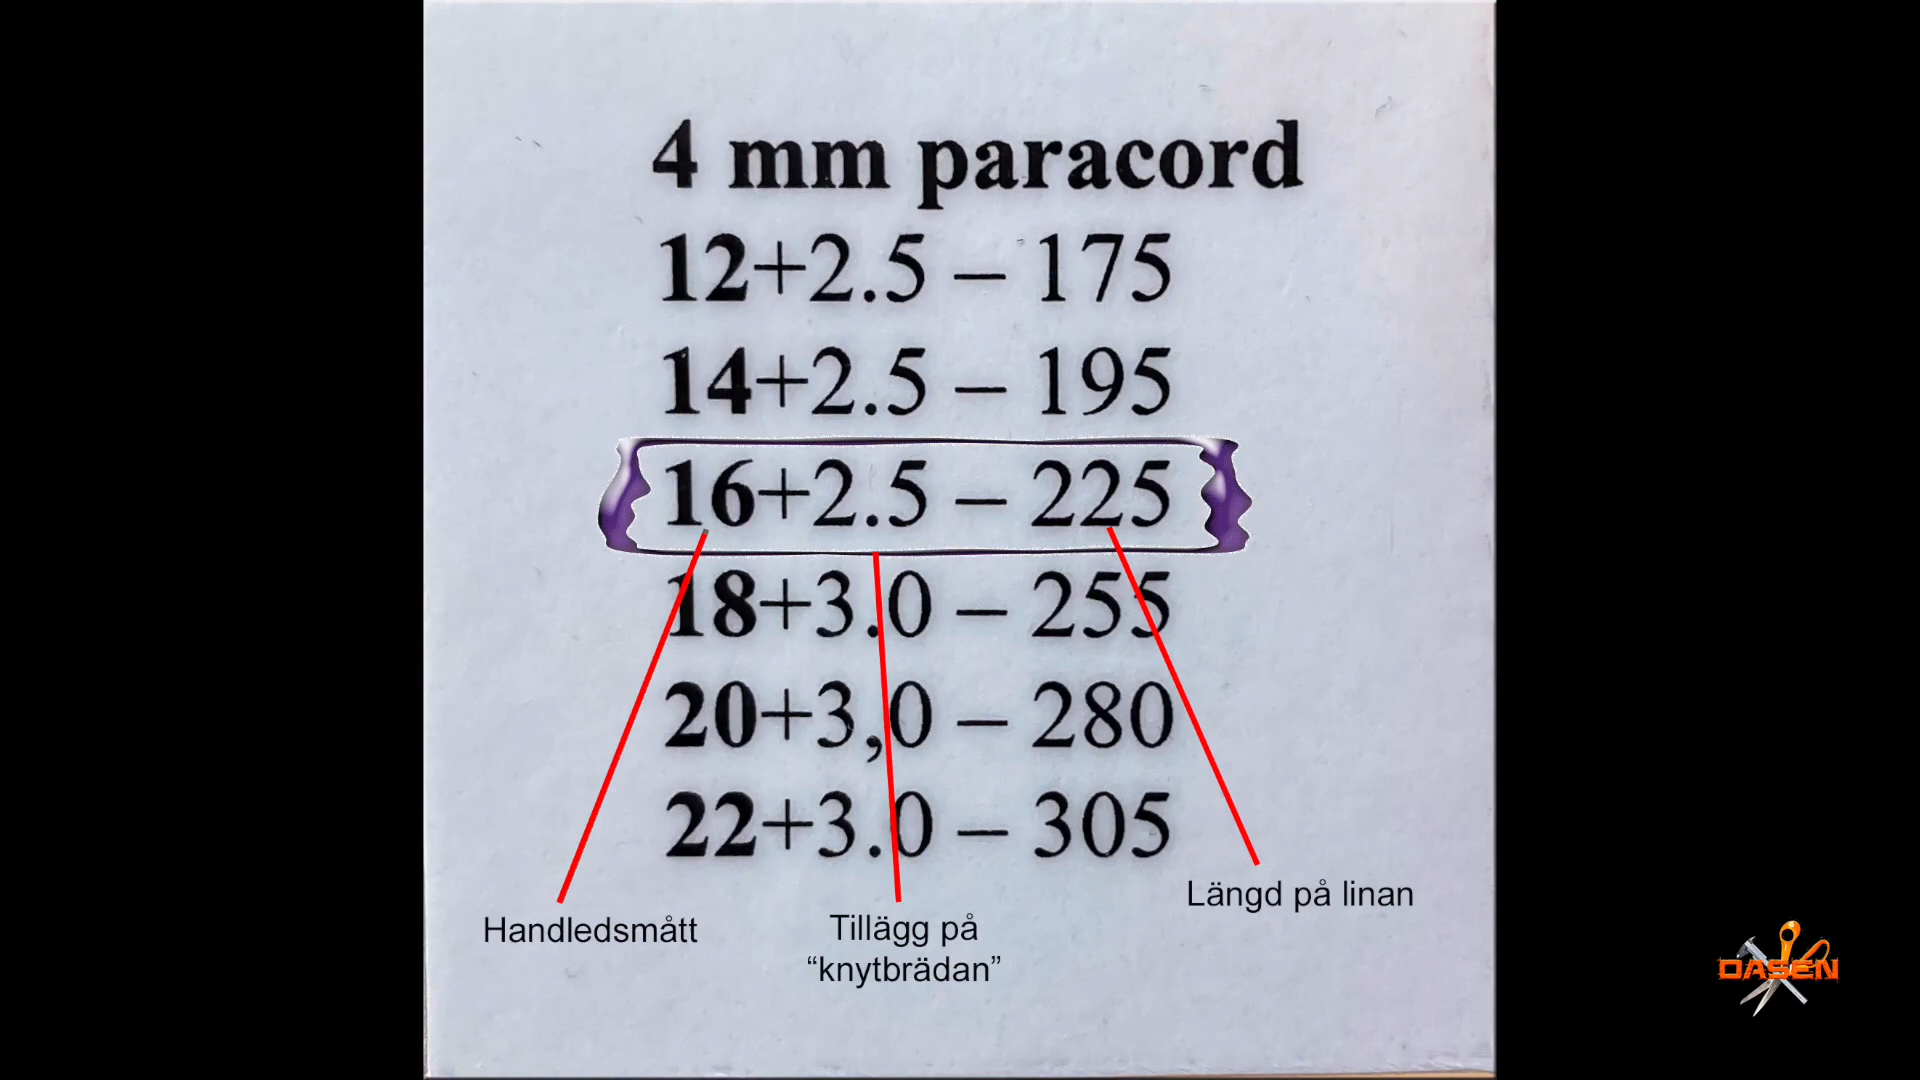 4 mm paracord
12+2.5 – 175
14+2.5 – 195
16+2.5 – 225
18+3.0 – 255
20+3,0 – 280
22+3.0 – 305
Handledsmått
Tillägg på
“knytbrädan”
Längd på linan
DASEN